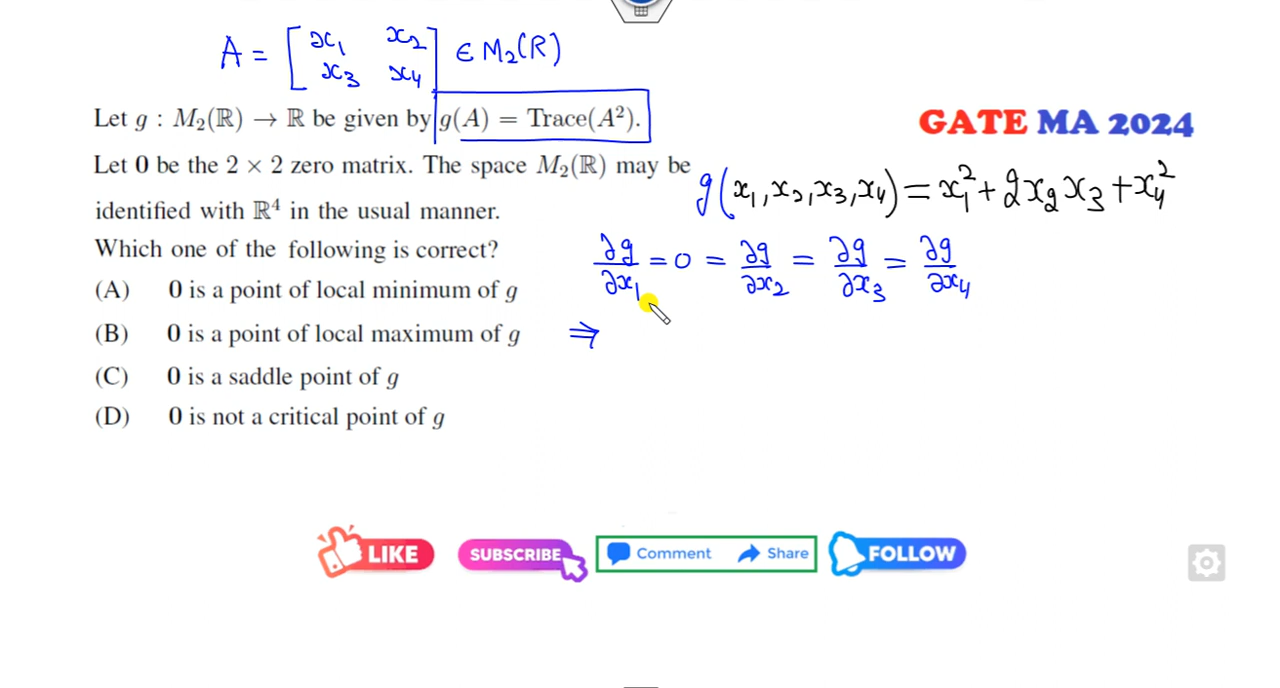 A = [ x₁ x₂
x₃ x₄ ] ∈ M₂(R)
Let g : M₂(ℝ) → ℝ be given by g(A) = Trace(A²).
GATE MA 2024
Let 0 be the 2 × 2 zero matrix. The space M₂(ℝ) may be
identified with ℝ⁴ in the usual manner.
g(x₁, x₂, x₃, x₄) = x₁² + 2x₂x₃ + x₄²
Which one of the following is correct?
∂g/∂x₁ = 0 = ∂g/∂x₂ = ∂g/∂x₃ = ∂g/∂x₄
(A) 0 is a point of local minimum of g
(B) 0 is a point of local maximum of g ⇒
(C) 0 is a saddle point of g
(D) 0 is not a critical point of g
LIKE SUBSCRIBE Comment Share FOLLOW